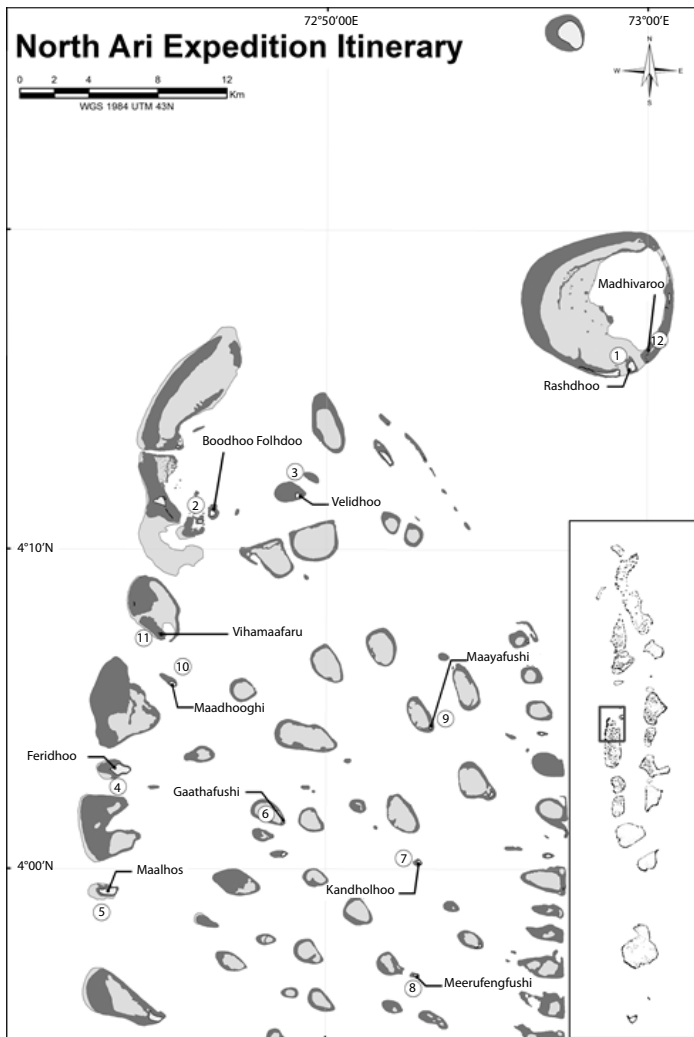 72°50'00E
73°00'E
North Ari Expedition Itinerary
N
W
E
S
0 2 4 8 12
Km
WGS 1984 UTM 43N
Madhivaroo
12
1
Rashdhoo
Boodhoo Folhdoo
3
2
Velidhoo
4°10'N
11
Vihamaafaru
10
Maayafushi
Maadhooghi
9
Feridhoo
4
Gaathafushi
6
7
4°00'N
Maalhos
Kandholhoo
5
Meerufengfushi
8